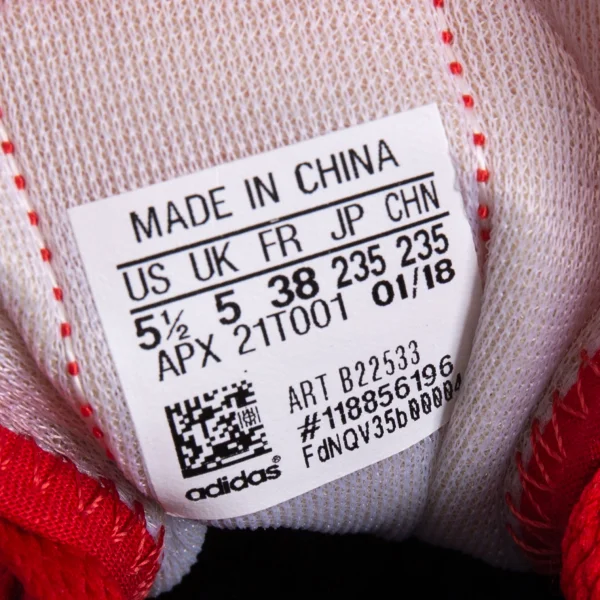 MADE IN CHINA
US UK FR JP CHN
5½ 5 38 235 235
APX 21T001 01/18
ART B22533
#118856196
FdNQV35b00004
adidas®